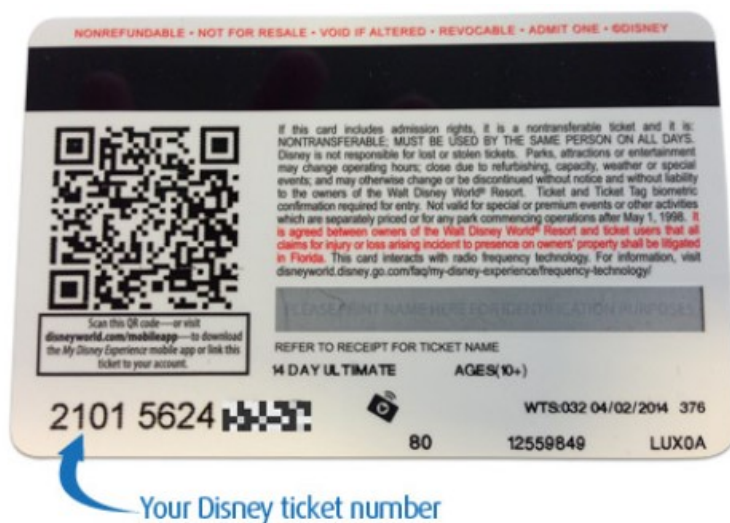 NONREFUNDABLE • NOT FOR RESALE • VOID IF ALTERED • REVOCABLE • ADMIT ONE • ©DISNEY
If this card includes admission rights, it is a nontransferable ticket and it is:
NONTRANSFERABLE; MUST BE USED BY THE SAME PERSON ON ALL DAYS.
Disney is not responsible for lost or stolen tickets. Parks, attractions or entertainment
may change operating hours; close due to refurbishing, capacity, weather or special
events; and may otherwise change or be discontinued without notice and without liability
to the owners of the Walt Disney World® Resort. Ticket and Ticket Tag biometric
confirmation required for entry. Not valid for special or premium events or other activities
which are separately priced or for any park commencing operations after May 1, 1998. It
is agreed between owners of the Walt Disney World® Resort and ticket users that all
claims for injury or loss arising incident to presence on owners' property shall be litigated
in Florida. This card interacts with radio frequency technology. For information, visit
disneyworld.disney.go.com/faq/my-disney-experience/frequency-technology/
PLEASE PRINT NAME HERE FOR IDENTIFICATION PURPOSES
Scan this QR code—or visit
disneyworld.com/mobileapp—to download
the My Disney Experience mobile app or link this
ticket to your account.
REFER TO RECEIPT FOR TICKET NAME
14 DAY ULTIMATE AGES(10+)
2101 5624
WTS:032 04/02/2014 376
80 12559849 LUX0A
Your Disney ticket number